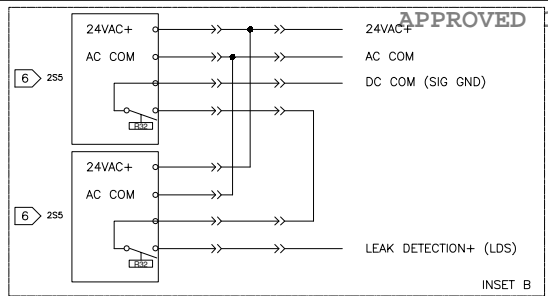 APPROVED
24VAC+ 24VAC+
AC COM AC COM
6 2S5 DC COM (SIG GND)
R32
24VAC+
AC COM
6 2S5
R32 LEAK DETECTION+ (LDS)
INSET B